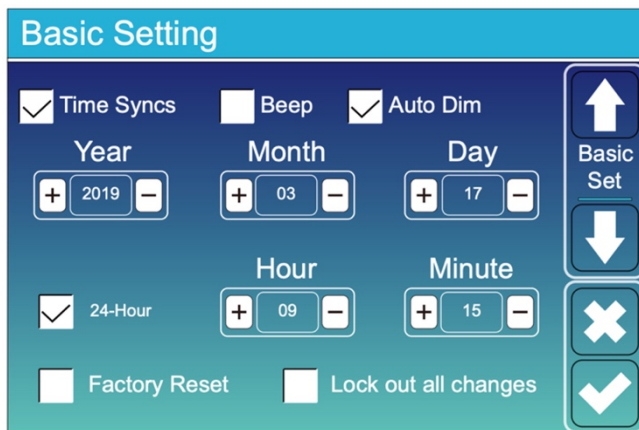 Basic Setting
Time Syncs Beep Auto Dim
Year Month Day
+ 2019 − + 03 − + 17 −
Basic
Set
Hour Minute
24-Hour + 09 − + 15 −
Factory Reset Lock out all changes